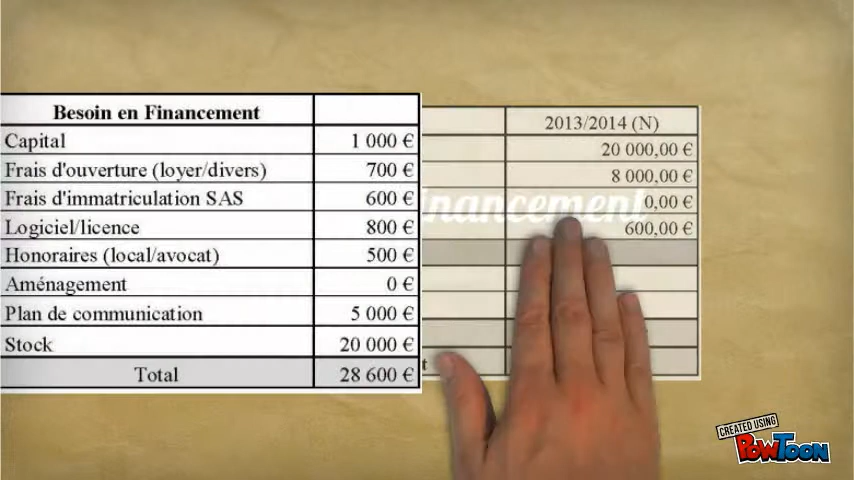 Besoin en Financement
Capital 1 000 €
Frais d'ouverture (loyer/divers) 700 €
Frais d'immatriculation SAS 600 €
Logiciel/licence 800 €
Honoraires (local/avocat) 500 €
Aménagement 0 €
Plan de communication 5 000 €
Stock 20 000 €
Total 28 600 €
2013/2014 (N)
20 000,00 €
8 000,00 €
0,00 €
600,00 €
inancement
t
CREATED USING
POWTOON